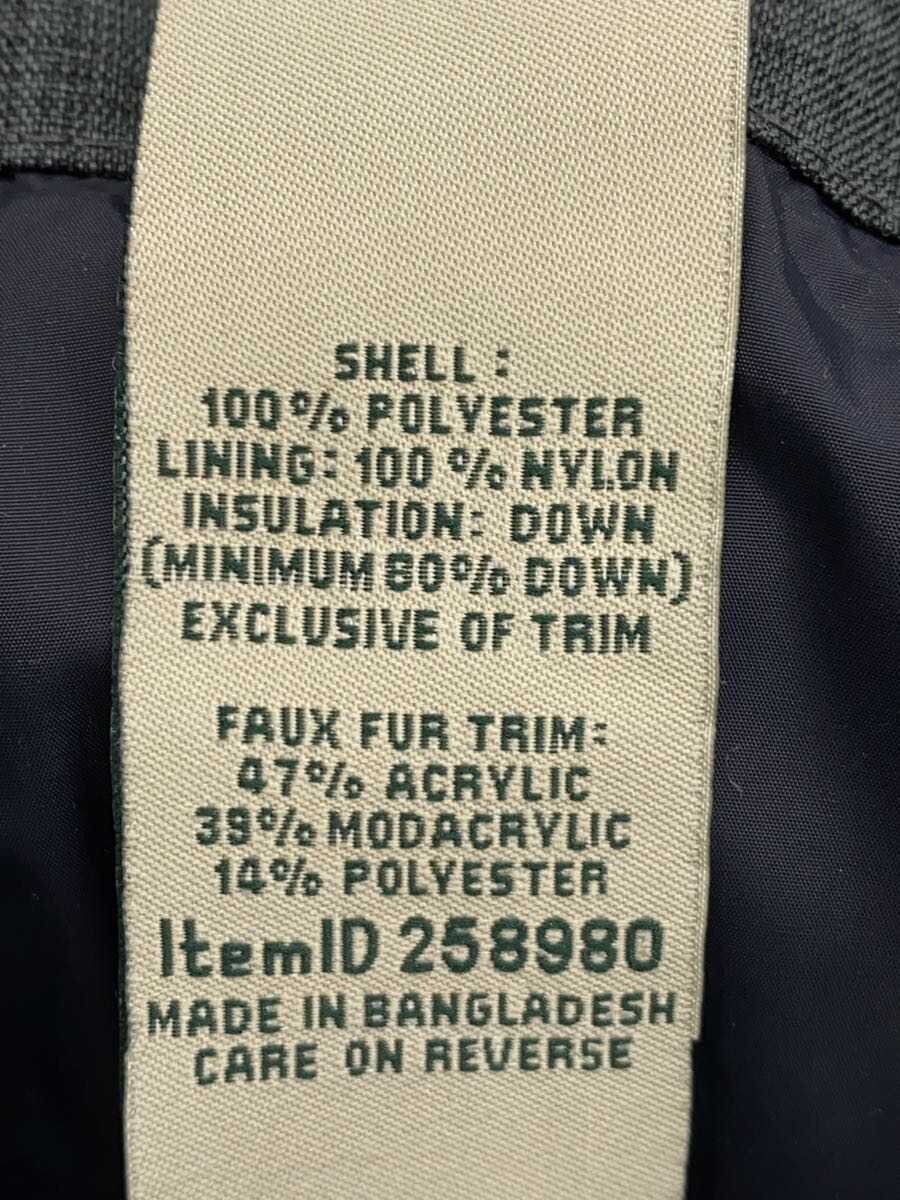 SHELL:
100% POLYESTER
LINING: 100% NYLON
INSULATION: DOWN
(MINIMUM 80% DOWN)
EXCLUSIVE OF TRIM
FAUX FUR TRIM:
47% ACRYLIC
39% MODACRYLIC
14% POLYESTER
ItemID 258980
MADE IN BANGLADESH
CARE ON REVERSE